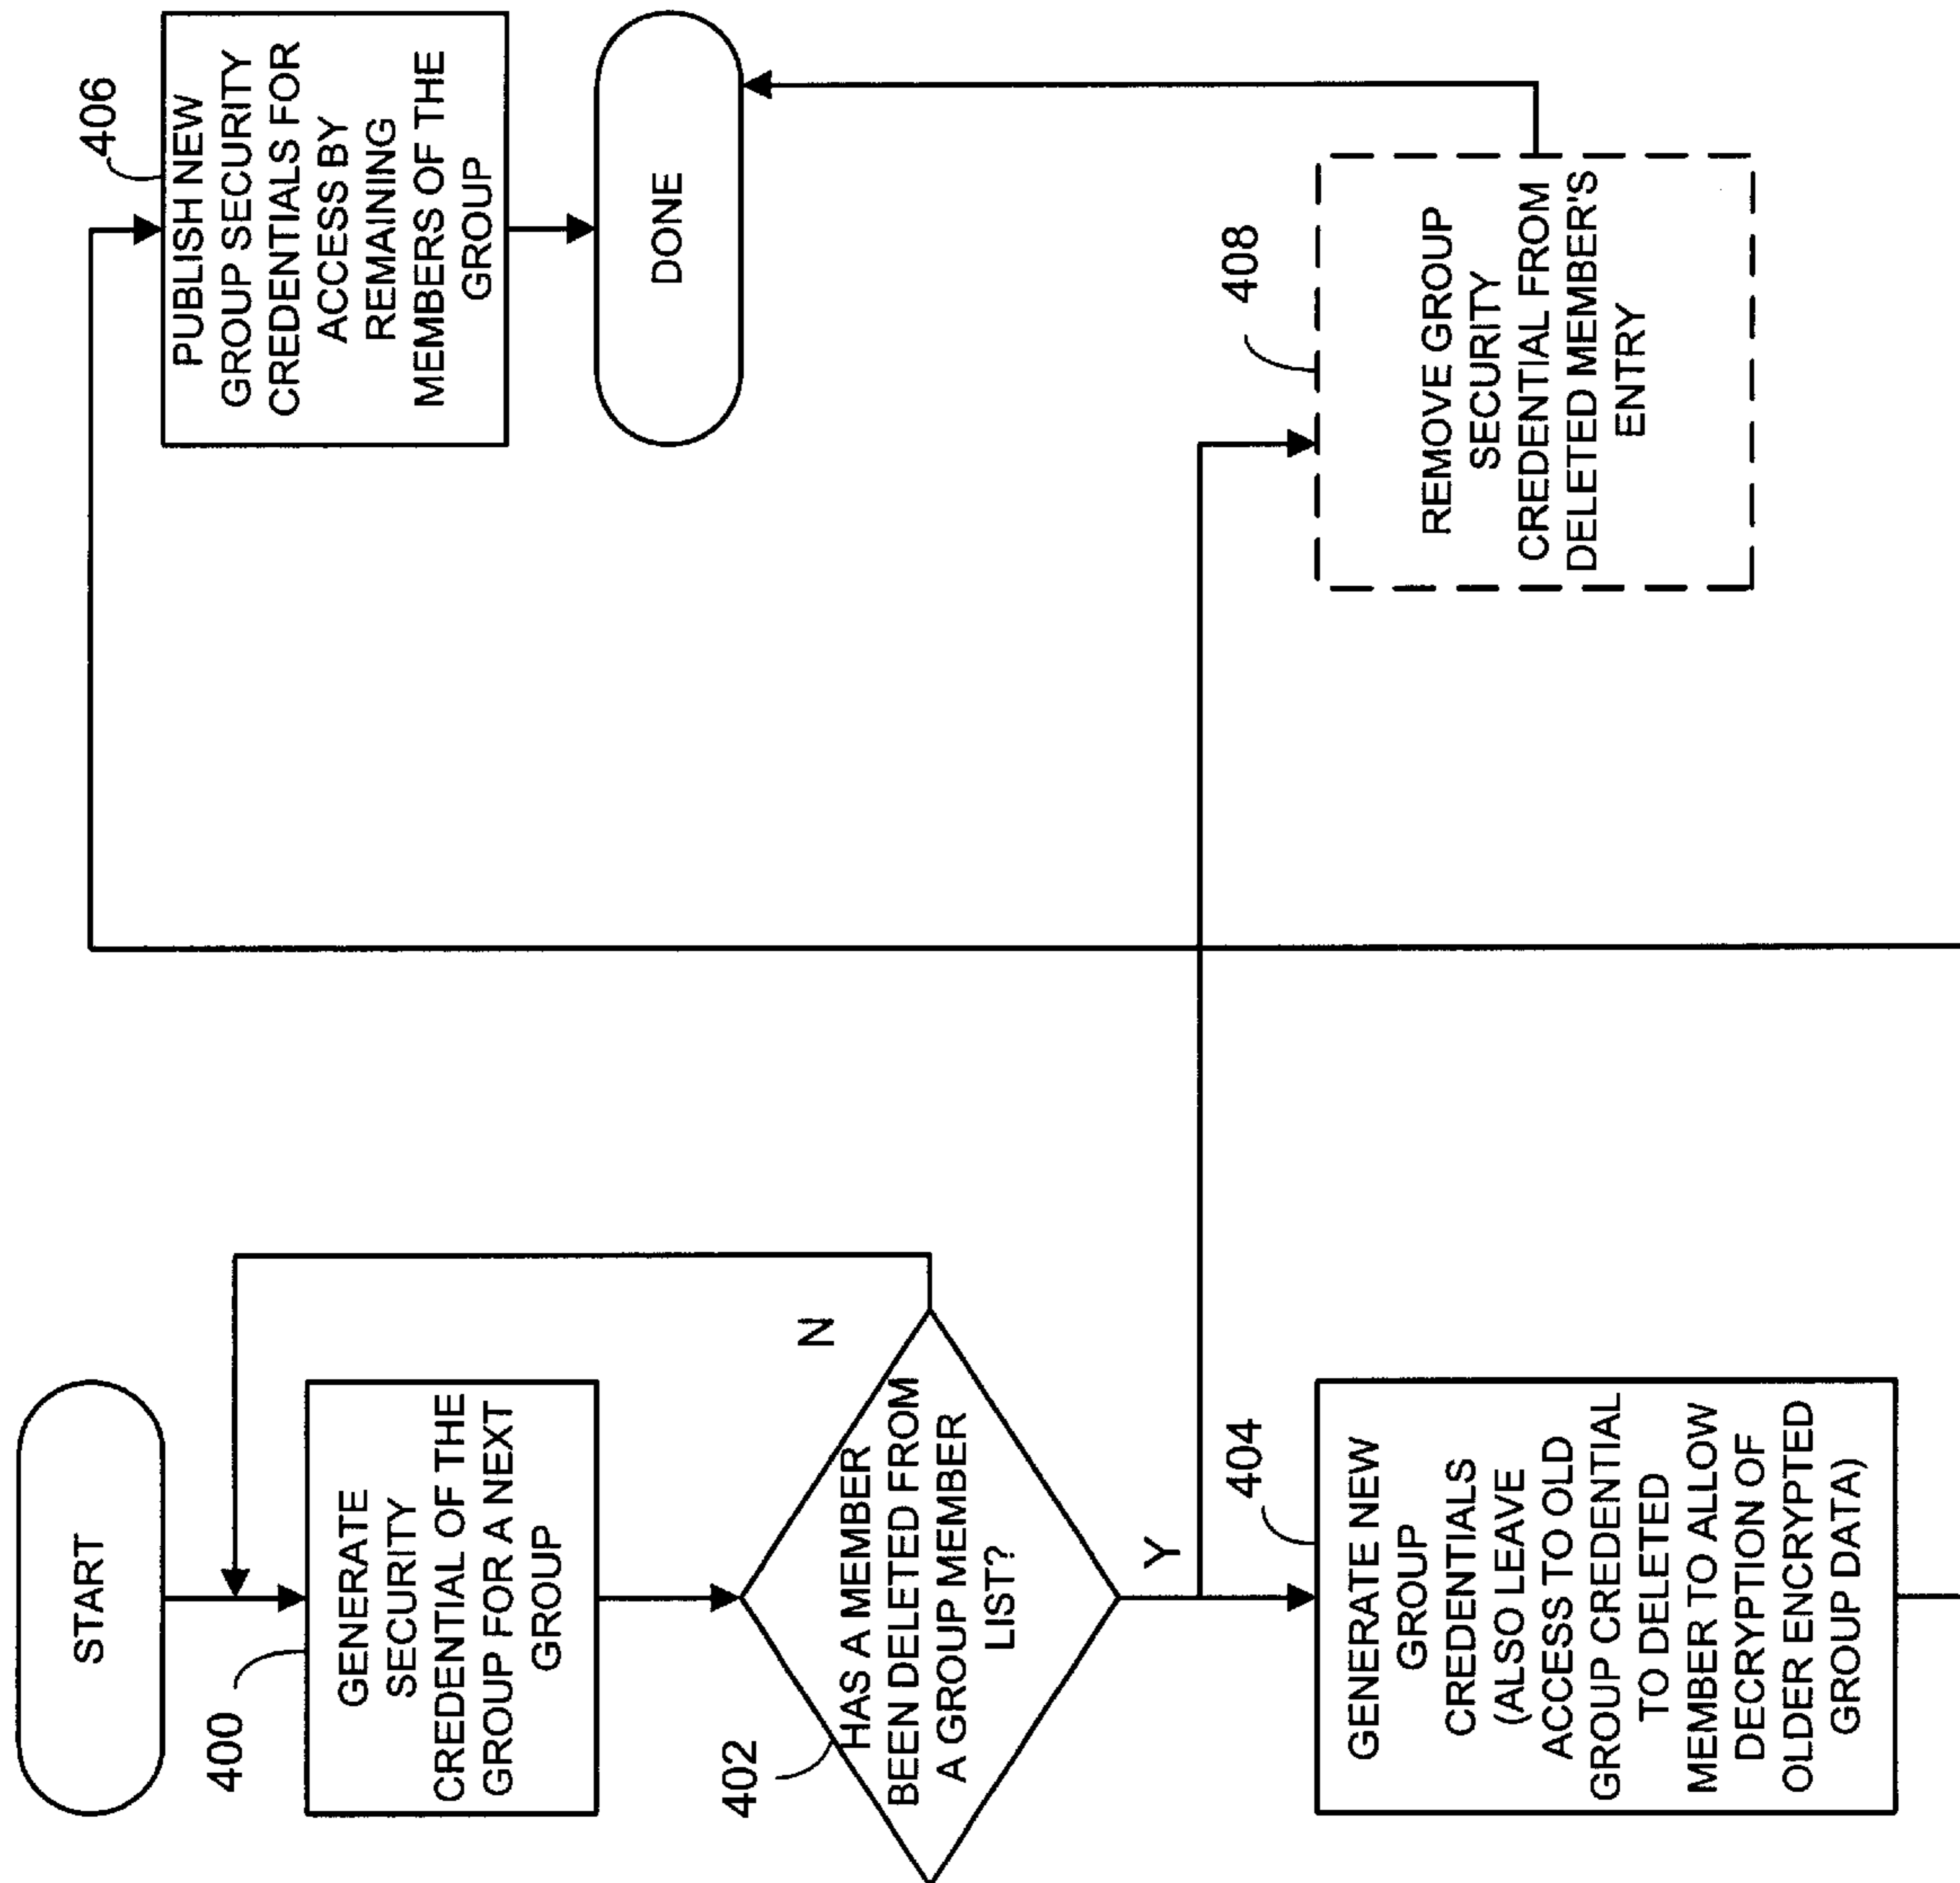 START
400
GENERATE
SECURITY
CREDENTIAL OF THE
GROUP FOR A NEXT
GROUP
402
HAS A MEMBER
BEEN DELETED FROM
A GROUP MEMBER
LIST?
N
Y
404
GENERATE NEW
GROUP
CREDENTIALS
(ALSO LEAVE
ACCESS TO OLD
GROUP CREDENTIAL
TO DELETED
MEMBER TO ALLOW
DECRYPTION OF
OLDER ENCRYPTED
GROUP DATA)
406
PUBLISH NEW
GROUP SECURITY
CREDENTIALS FOR
ACCESS BY
REMAINING
MEMBERS OF THE
GROUP
DONE
408
REMOVE GROUP
SECURITY
CREDENTIAL FROM
DELETED MEMBER'S
ENTRY